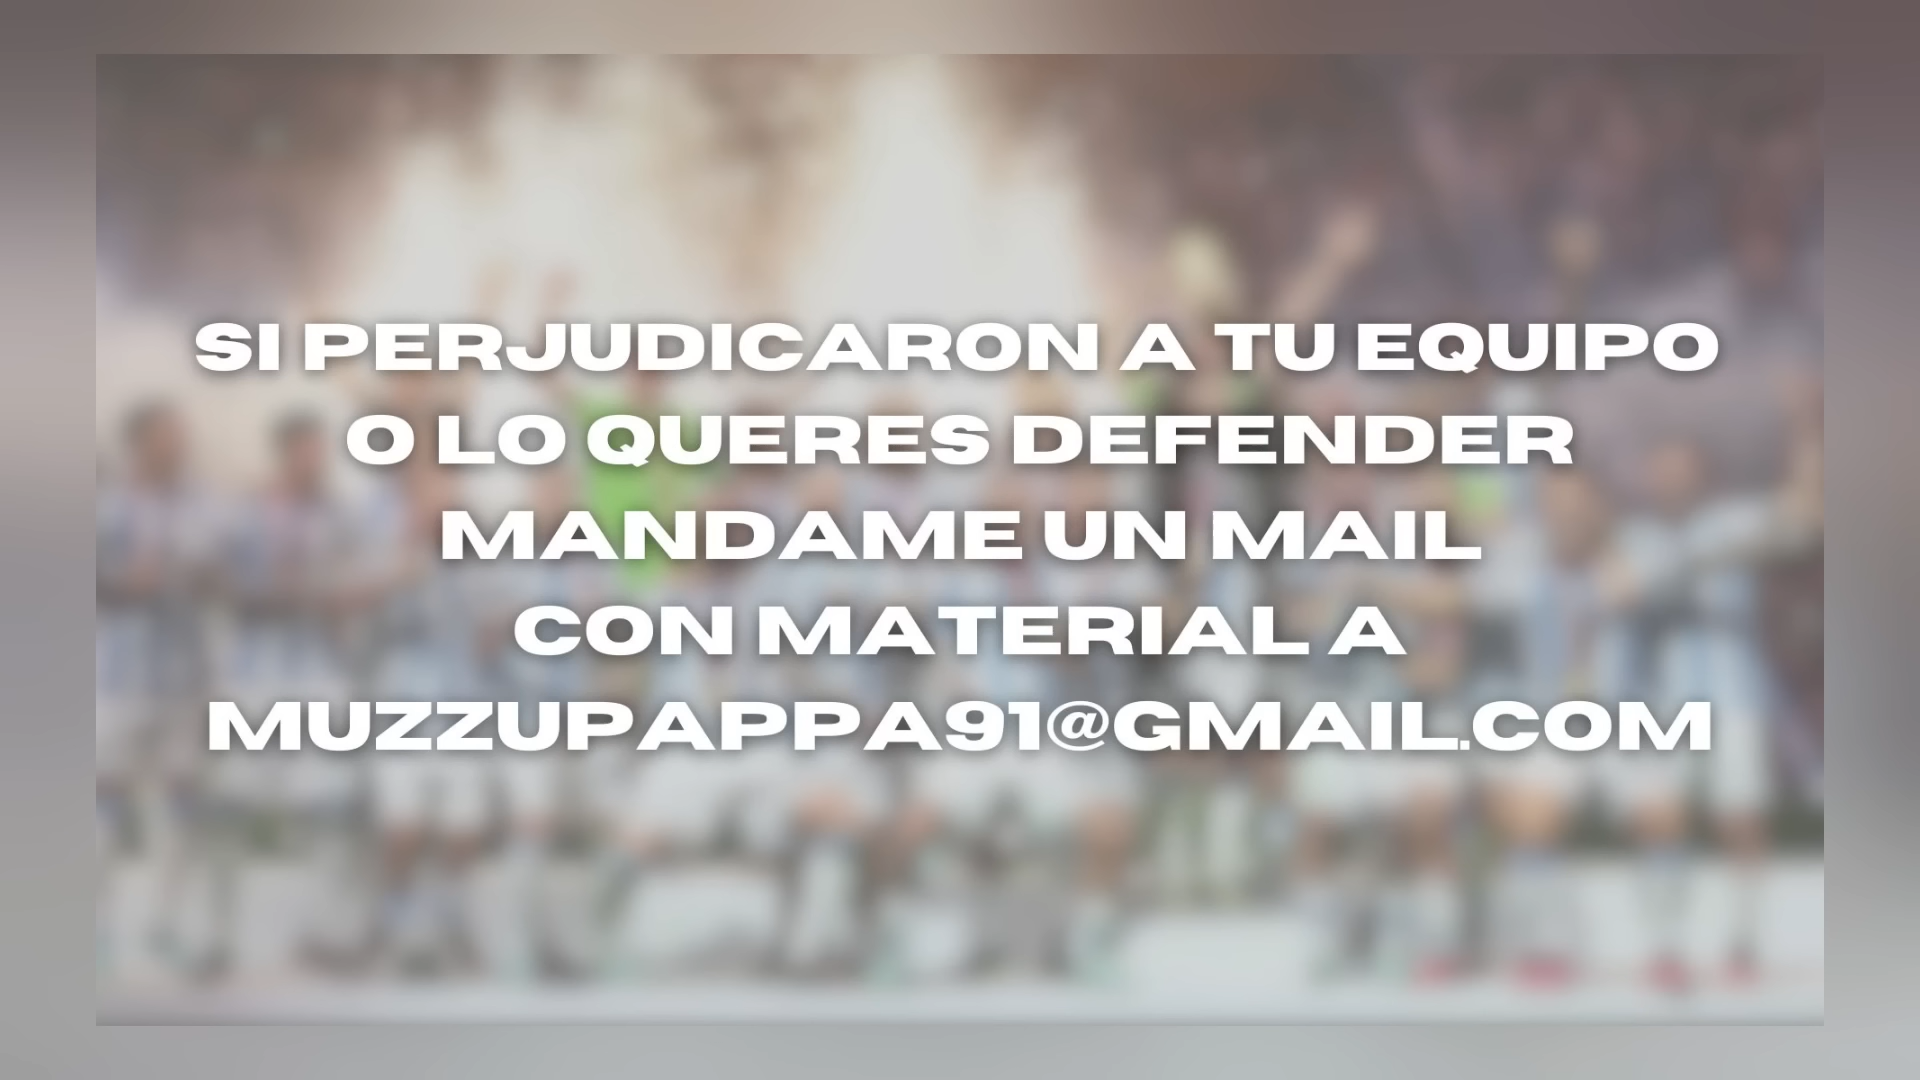 SI PERJUDICARON A TU EQUIPO
O LO QUERES DEFENDER
MANDAME UN MAIL
CON MATERIAL A
MUZZUPAPPA91@GMAIL.COM